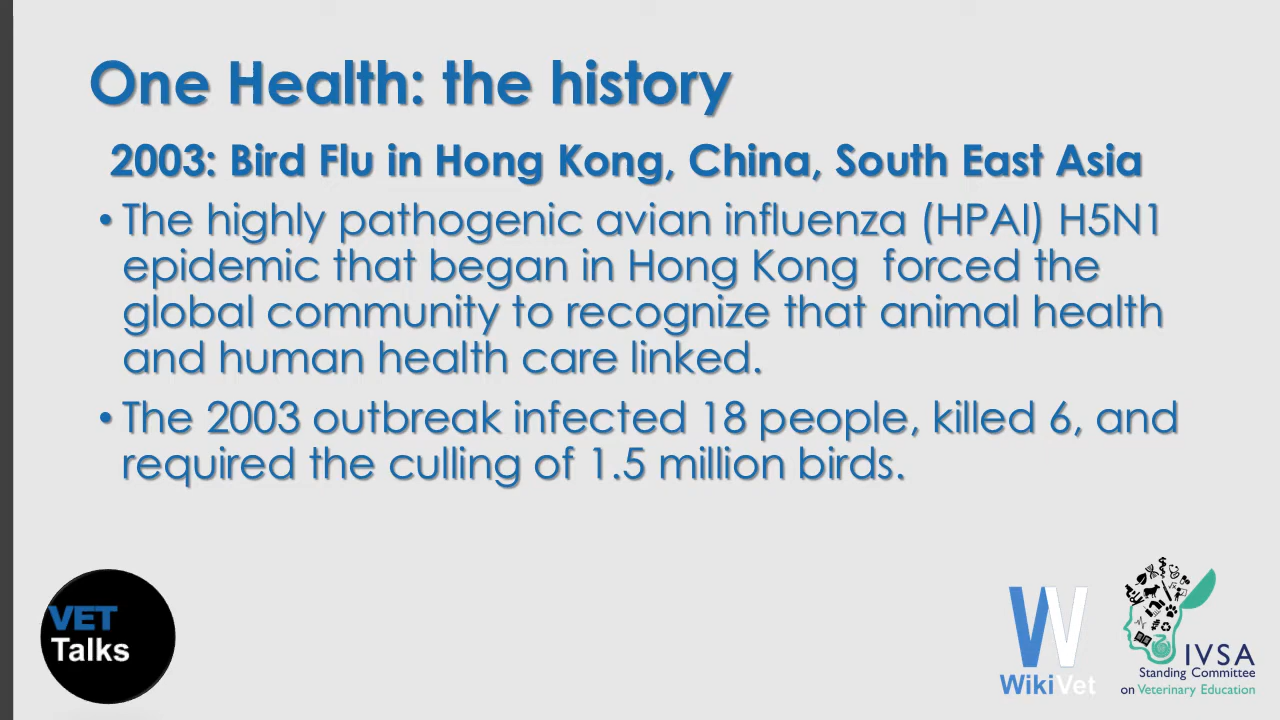 One Health: the history
2003: Bird Flu in Hong Kong, China, South East Asia
• The highly pathogenic avian influenza (HPAI) H5N1
epidemic that began in Hong Kong  forced the
global community to recognize that animal health
and human health care linked.
• The 2003 outbreak infected 18 people, killed 6, and
required the culling of 1.5 million birds.
VET
Talks
W
WikiVet
IVSA
Standing Committee
on Veterinary Education